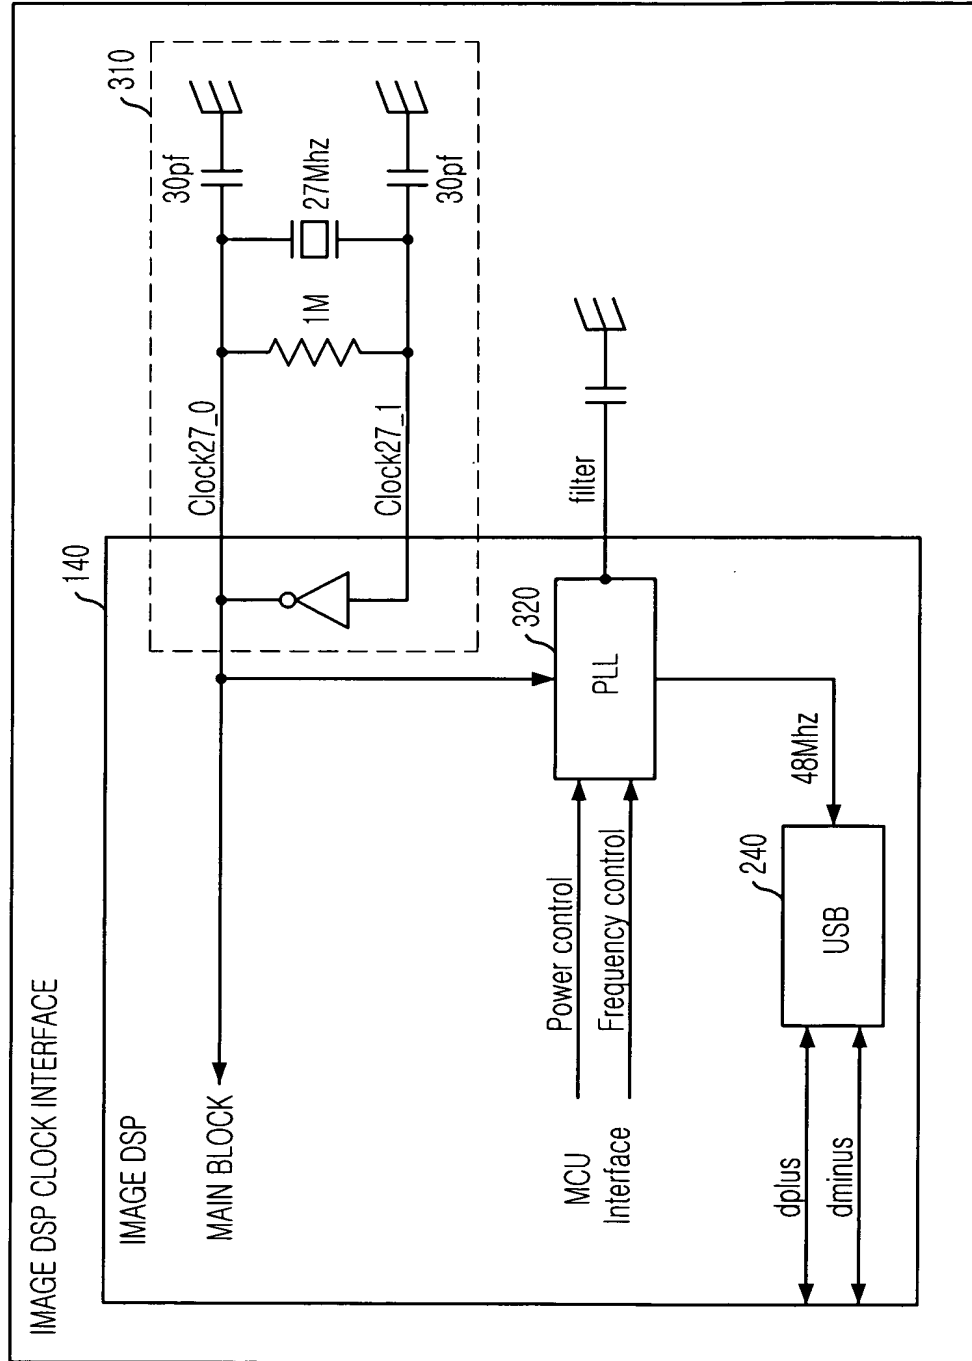 IMAGE DSP CLOCK INTERFACE
IMAGE DSP
140
310
MAIN BLOCK
Clock27_0
Clock27_1
30pf
1M
27Mhz
30pf
MCU
Interface
Power control
Frequency control
PLL
320
filter
48Mhz
USB
240
dplus
dminus